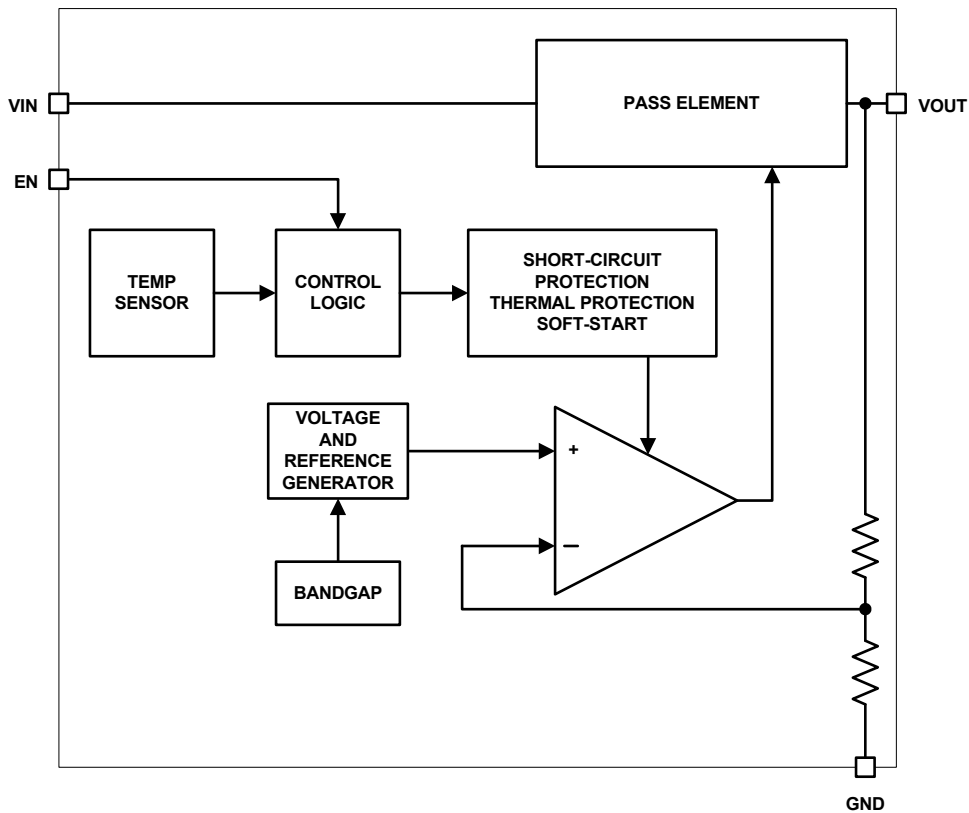 PASS ELEMENT
VIN
VOUT
EN
TEMP
SENSOR
CONTROL
LOGIC
SHORT-CIRCUIT
PROTECTION
THERMAL PROTECTION
SOFT-START
VOLTAGE
AND
REFERENCE
GENERATOR
+
–
BANDGAP
GND